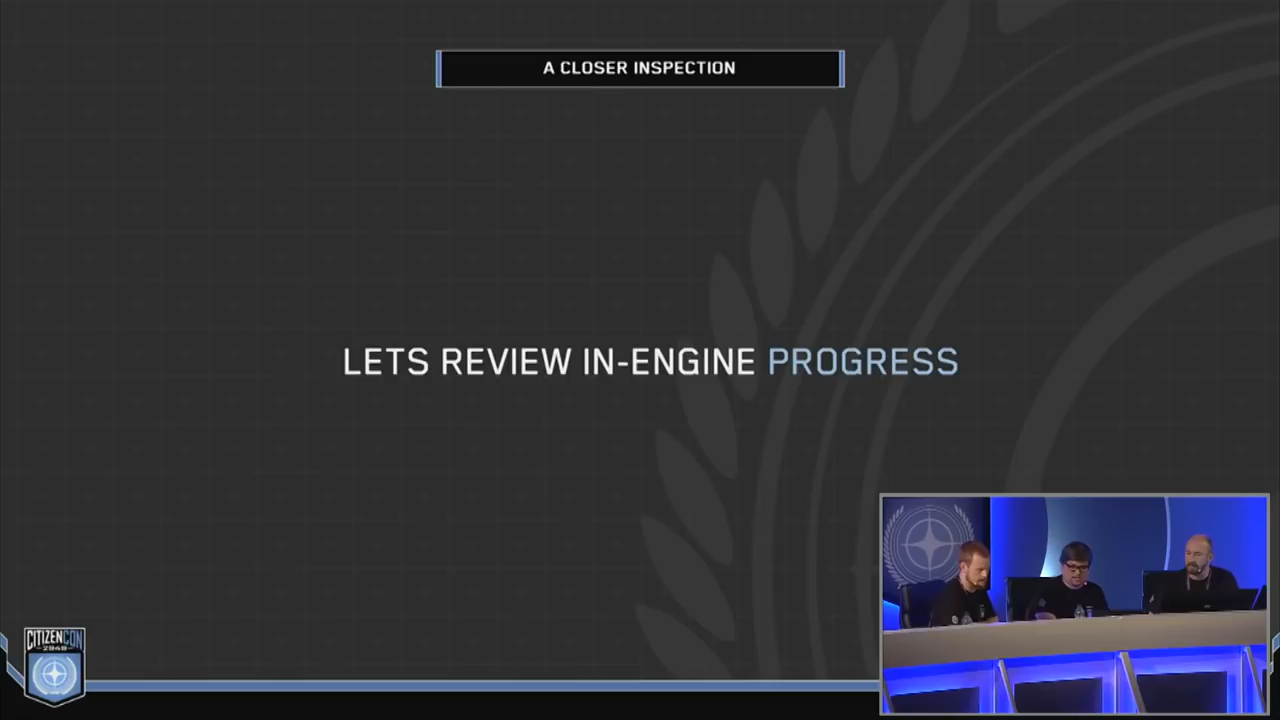 A CLOSER INSPECTION
LETS REVIEW IN-ENGINE PROGRESS
CITIZENCON
2948